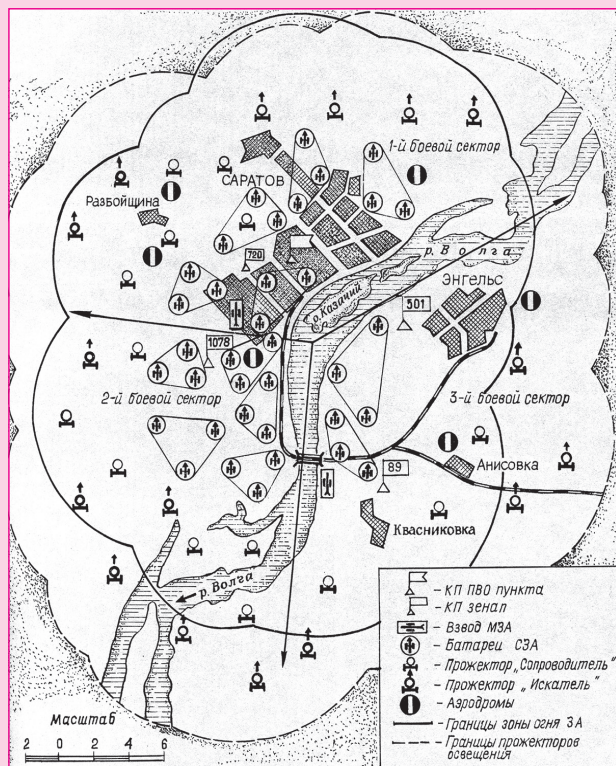 1-й боевой сектор
САРАТОВ
Разбойщина
р. Волга
720
ЭНГЕЛЬС
о. Казачий
501
1078
2-й боевой сектор
3-й боевой сектор
89
Анисовка
Квасниковка
р. Волга
– КП ПВО пункта
– КП зенап
– Взвод МЗА
– Батареи СЗА
– Прожектор „Сопроводитель"
– Прожектор „Искатель"
– Аэродромы
– Границы зоны огня ЗА
– Границы прожекторов
освещения
Масштаб
2 0 2 4 6